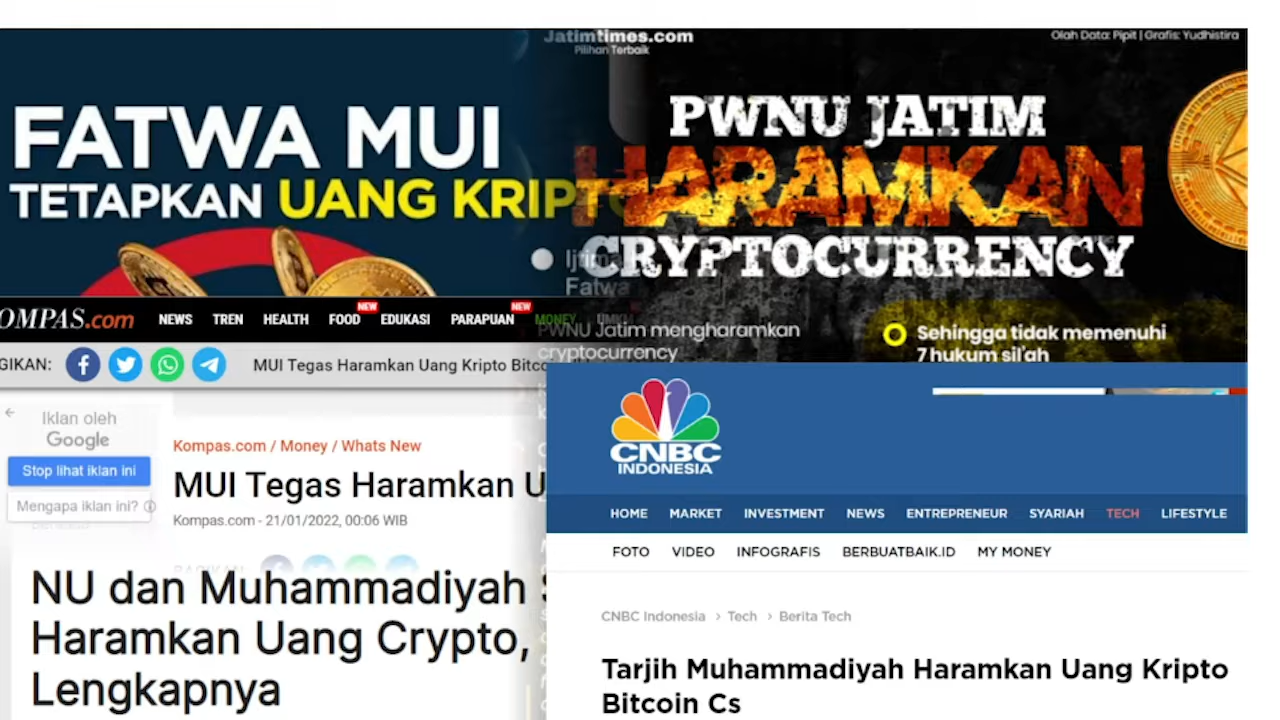 FATWA MUI
TETAPKAN UANG KRIPTO
Jatimtimes.com
Pilihan Terbaik
Olah Data: Pipit | Grafis: Yudhistira
PWNU JATIM
HARAMKAN
CRYPTOCURRENCY
Fatwa
PWNU Jatim mengharamkan
cryptocurrency
Sehingga tidak memenuhi
7 hukum sil'ah
OMPAS.com
NEWS TREN HEALTH FOOD NEW EDUKASI PARAPUAN NEW MONEY UMKM
GIKAN:
MUI Tegas Haramkan Uang Kripto Bitco
Iklan oleh
Google
Stop lihat iklan ini
Mengapa iklan ini?
Kompas.com / Money / Whats New
MUI Tegas Haramkan U
Kompas.com - 21/01/2022, 00:06 WIB
BAGIKAN:
NU dan Muhammadiyah S
Haramkan Uang Crypto,
Lengkapnya
CNBC
INDONESIA
HOME MARKET INVESTMENT NEWS ENTREPRENEUR SYARIAH TECH LIFESTYLE
FOTO VIDEO INFOGRAFIS BERBUATBAIK.ID MY MONEY
CNBC Indonesia > Tech > Berita Tech
Tarjih Muhammadiyah Haramkan Uang Kripto
Bitcoin Cs